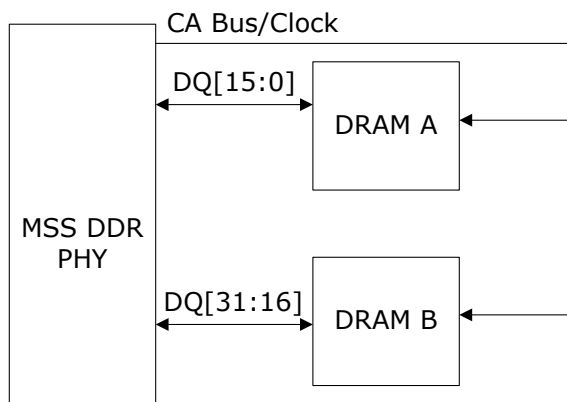 CA Bus/Clock
DQ[15:0]
DRAM A
MSS DDR
PHY
DQ[31:16]
DRAM B